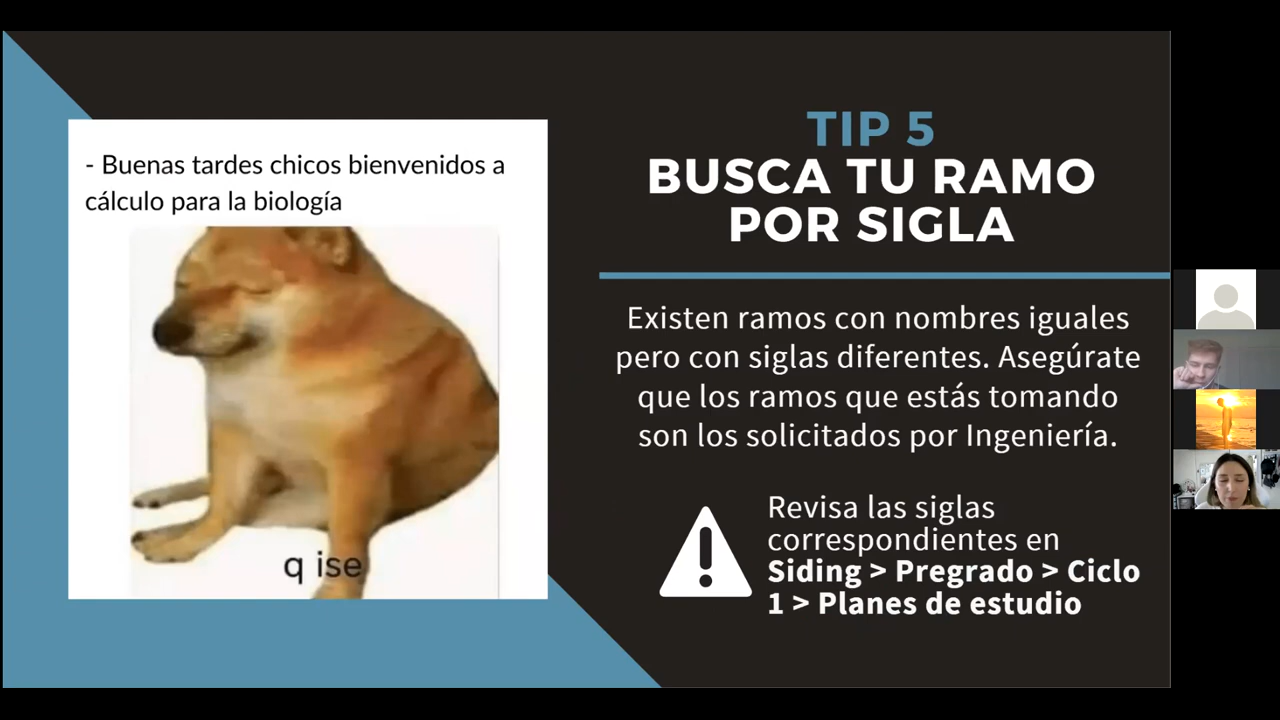 - Buenas tardes chicos bienvenidos a
cálculo para la biología
q ise
TIP 5
BUSCA TU RAMO
POR SIGLA
Existen ramos con nombres iguales
pero con siglas diferentes. Asegúrate
que los ramos que estás tomando
son los solicitados por Ingeniería.
Revisa las siglas
correspondientes en
Siding > Pregrado > Ciclo
1 > Planes de estudio